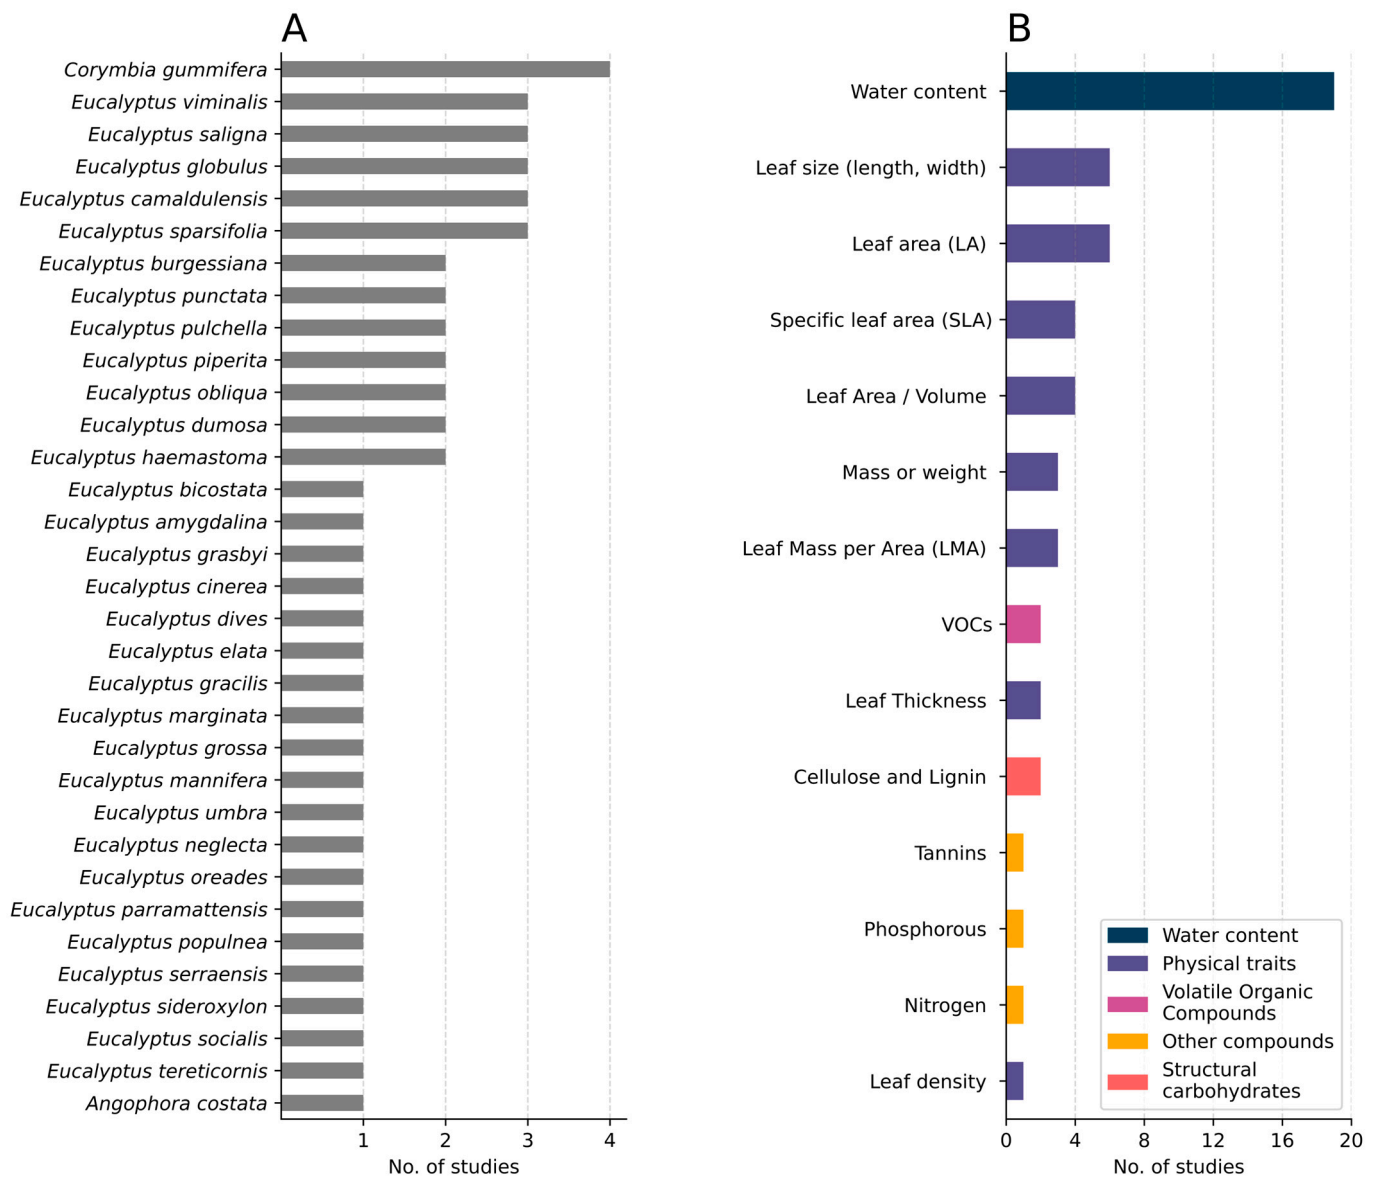 A
Corymbia gummifera
Eucalyptus viminalis
Eucalyptus saligna
Eucalyptus globulus
Eucalyptus camaldulensis
Eucalyptus sparsifolia
Eucalyptus burgessiana
Eucalyptus punctata
Eucalyptus pulchella
Eucalyptus piperita
Eucalyptus obliqua
Eucalyptus dumosa
Eucalyptus haemastoma
Eucalyptus bicostata
Eucalyptus amygdalina
Eucalyptus grasbyi
Eucalyptus cinerea
Eucalyptus dives
Eucalyptus elata
Eucalyptus gracilis
Eucalyptus marginata
Eucalyptus grossa
Eucalyptus mannifera
Eucalyptus umbra
Eucalyptus neglecta
Eucalyptus oreades
Eucalyptus parramattensis
Eucalyptus populnea
Eucalyptus serraensis
Eucalyptus sideroxylon
Eucalyptus socialis
Eucalyptus tereticornis
Angophora costata
1 2 3 4
No. of studies
B
Water content
Leaf size (length, width)
Leaf area (LA)
Specific leaf area (SLA)
Leaf Area / Volume
Mass or weight
Leaf Mass per Area (LMA)
VOCs
Leaf Thickness
Cellulose and Lignin
Tannins
Phosphorous
Nitrogen
Leaf density
Water content
Physical traits
Volatile Organic
Compounds
Other compounds
Structural
carbohydrates
0 4 8 12 16 20
No. of studies